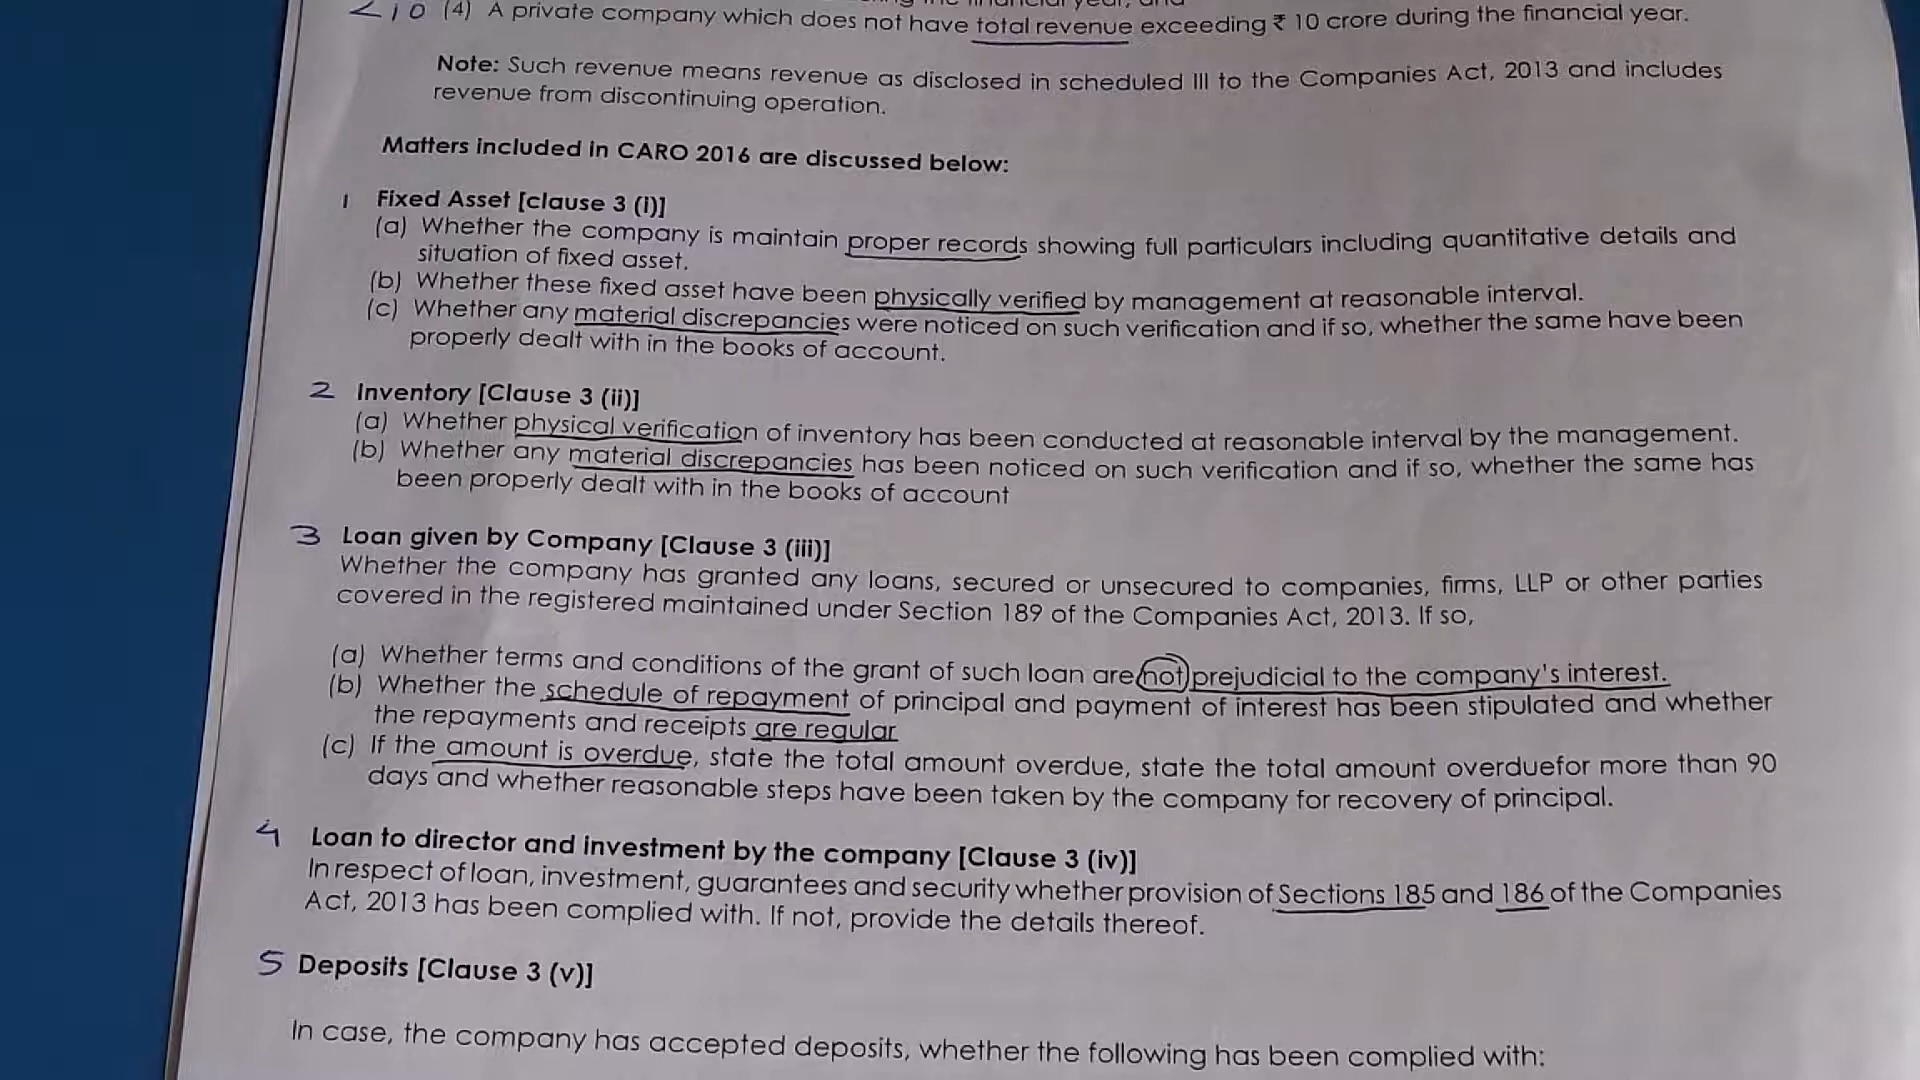 <10 (4) A private company which does not have total revenue exceeding ₹ 10 crore during the financial year.
Note: Such revenue means revenue as disclosed in scheduled III to the Companies Act, 2013 and includes
revenue from discontinuing operation.
Matters included in CARO 2016 are discussed below:
1 Fixed Asset [clause 3 (i)]
(a) Whether the company is maintain proper records showing full particulars including quantitative details and
situation of fixed asset.
(b) Whether these fixed asset have been physically verified by management at reasonable interval.
(c) Whether any material discrepancies were noticed on such verification and if so, whether the same have been
properly dealt with in the books of account.
2 Inventory [Clause 3 (ii)]
(a) Whether physical verification of inventory has been conducted at reasonable interval by the management.
(b) Whether any material discrepancies has been noticed on such verification and if so, whether the same has
been properly dealt with in the books of account
3 Loan given by Company [Clause 3 (iii)]
Whether the company has granted any loans, secured or unsecured to companies, firms, LLP or other parties
covered in the registered maintained under Section 189 of the Companies Act, 2013. If so,
(a) Whether terms and conditions of the grant of such loan are not prejudicial to the company's interest.
(b) Whether the schedule of repayment of principal and payment of interest has been stipulated and whether
the repayments and receipts are regular
(c) If the amount is overdue, state the total amount overdue, state the total amount overduefor more than 90
days and whether reasonable steps have been taken by the company for recovery of principal.
4 Loan to director and investment by the company [Clause 3 (iv)]
In respect of loan, investment, guarantees and security whether provision of Sections 185 and 186 of the Companies
Act, 2013 has been complied with. If not, provide the details thereof.
5 Deposits [Clause 3 (v)]
In case, the company has accepted deposits, whether the following has been complied with: